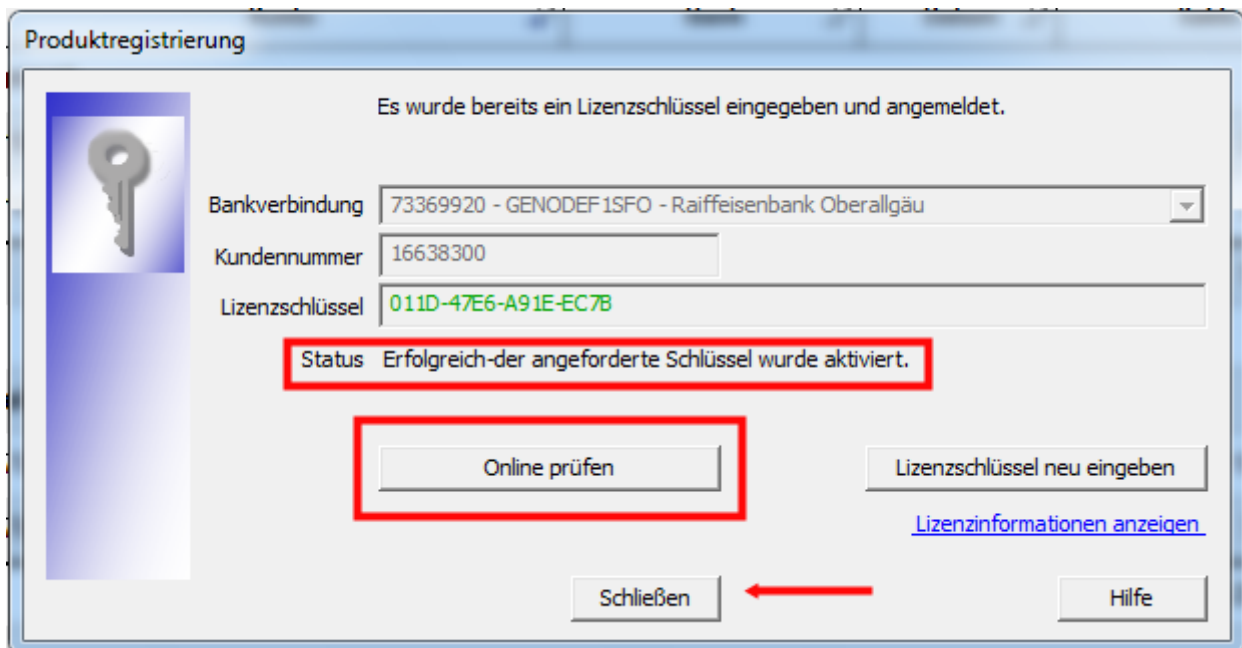 Produktregistrierung
Es wurde bereits ein Lizenzschlüssel eingegeben und angemeldet.
Bankverbindung 73369920 - GENODEF1SFO - Raiffeisenbank Oberallgäu
Kundennummer 16638300
Lizenzschlüssel 011D-47E6-A91E-EC7B
Status Erfolgreich-der angeforderte Schlüssel wurde aktiviert.
Online prüfen Lizenzschlüssel neu eingeben
Lizenzinformationen anzeigen
Schließen Hilfe